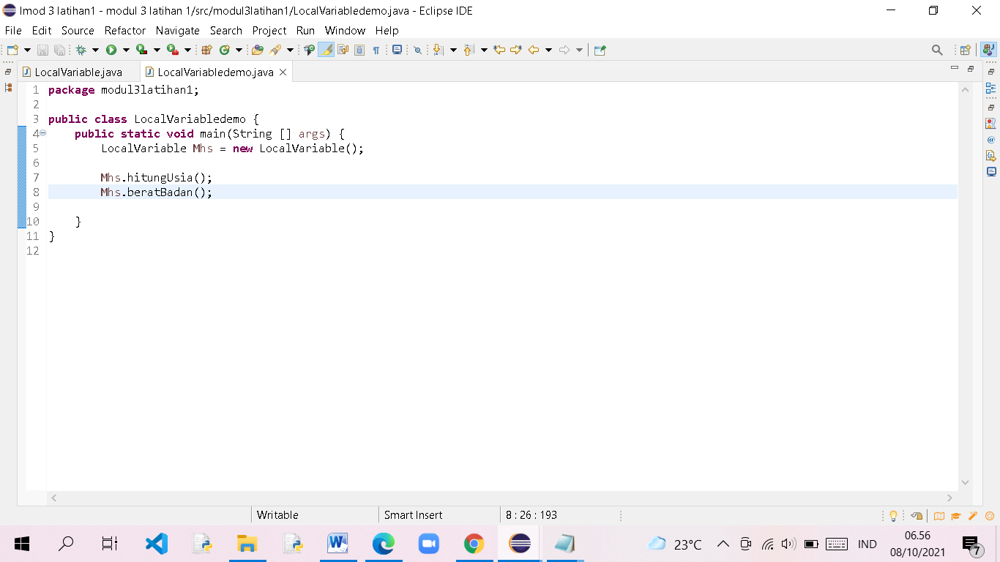 lmod 3 latihan1 - modul 3 latihan 1/src/modul3latihan1/LocalVariabledemo.java - Eclipse IDE
File Edit Source Refactor Navigate Search Project Run Window Help
LocalVariable.java LocalVariabledemo.java
1 package modul3latihan1;
2
3 public class LocalVariabledemo {
4 public static void main(String [] args) {
5 LocalVariable Mhs = new LocalVariable();
6
7 Mhs.hitungUsia();
8 Mhs.beratBadan();
9
10 }
11 }
12
Writable Smart Insert 8 : 26 : 193
23°C IND 06.56
08/10/2021 7